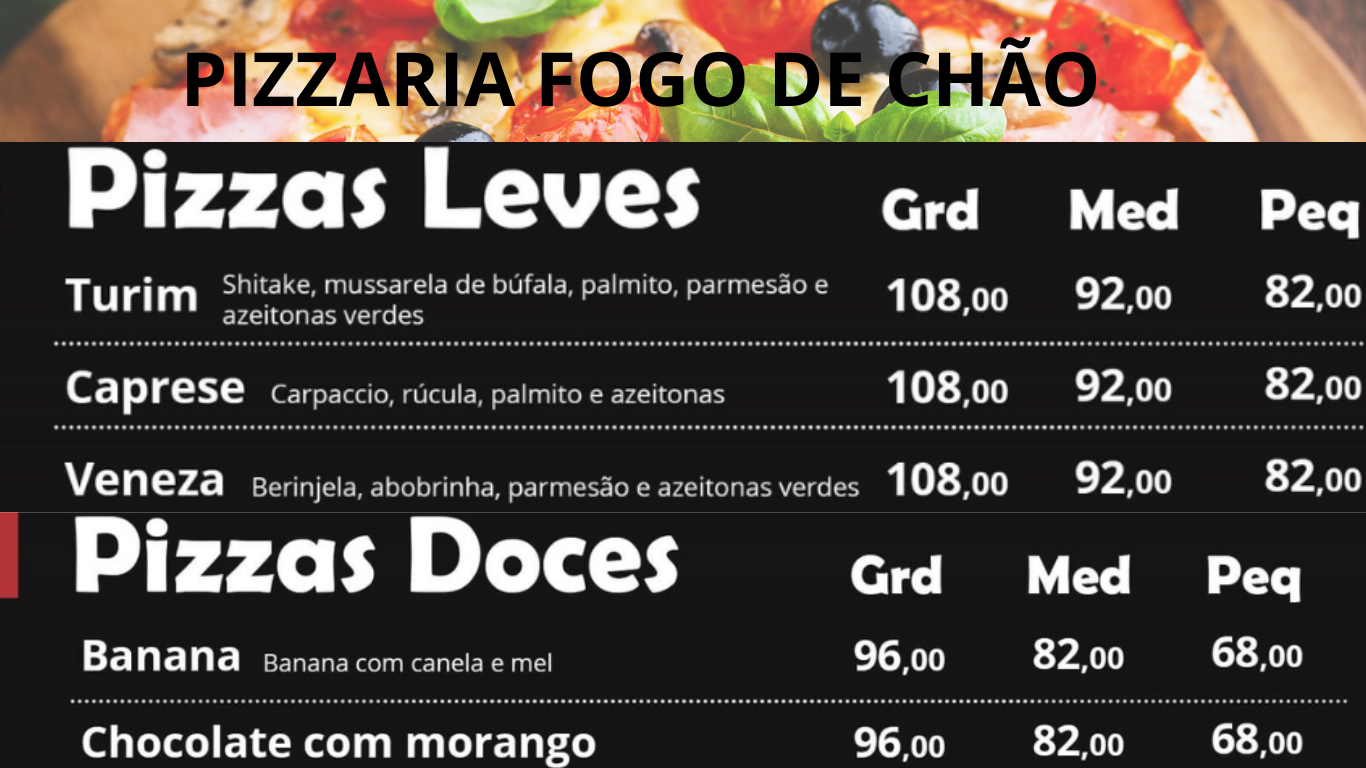 PIZZARIA FOGO DE CHÃO
Pizzas Leves Grd Med Peq
Turim Shitake, mussarela de búfala, palmito, parmesão e
azeitonas verdes 108,00 92,00 82,00
Caprese Carpaccio, rúcula, palmito e azeitonas 108,00 92,00 82,00
Veneza Berinjela, abobrinha, parmesão e azeitonas verdes 108,00 92,00 82,00
Pizzas Doces Grd Med Peq
Banana Banana com canela e mel 96,00 82,00 68,00
Chocolate com morango 96,00 82,00 68,00